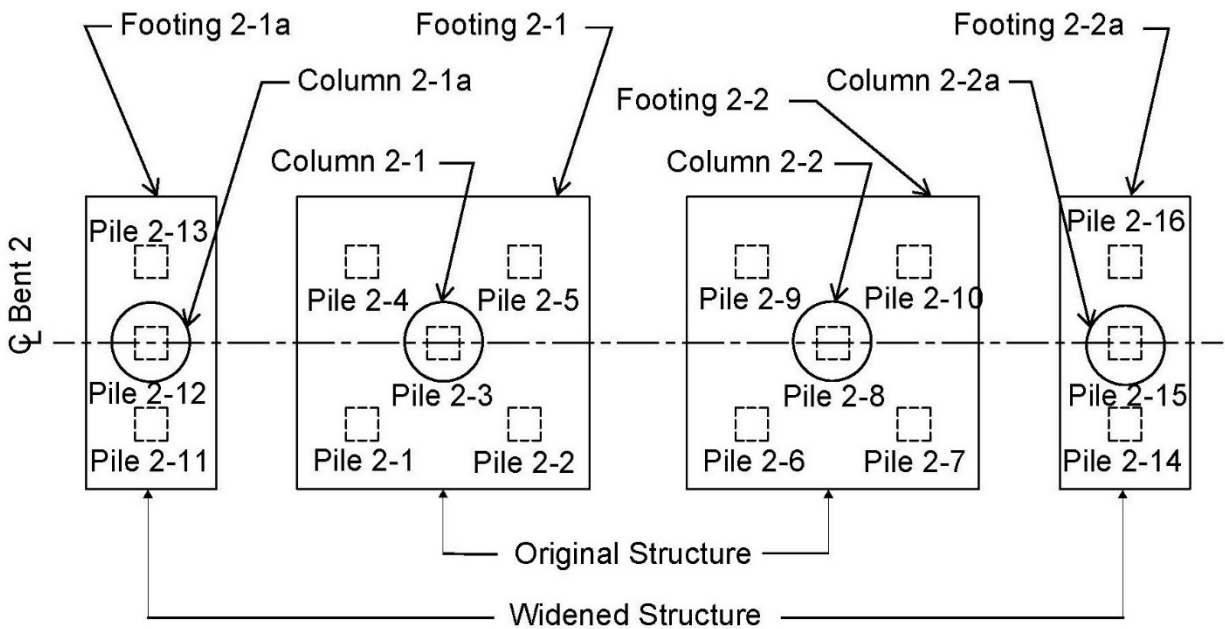 Footing 2-1a
Footing 2-1
Footing 2-2a
Column 2-1a
Column 2-2a
Footing 2-2
Column 2-1
Column 2-2
Pile 2-13
Pile 2-16
℄ Bent 2
Pile 2-4
Pile 2-5
Pile 2-9
Pile 2-10
Pile 2-12
Pile 2-3
Pile 2-8
Pile 2-15
Pile 2-11
Pile 2-1
Pile 2-2
Pile 2-6
Pile 2-7
Pile 2-14
Original Structure
Widened Structure